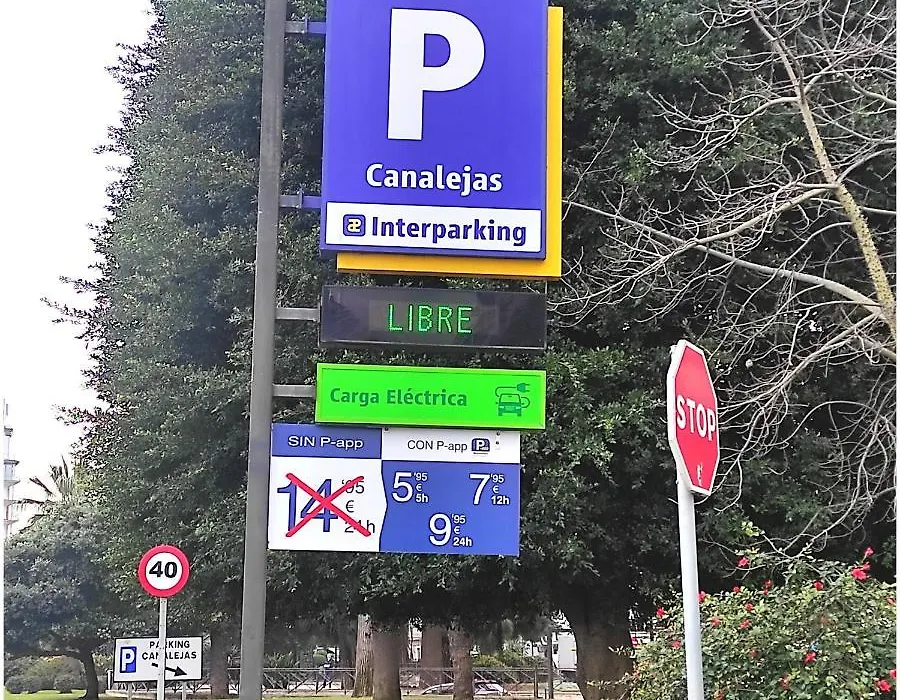 P
Canalejas
Interparking
LIBRE
Carga Eléctrica
SIN P-app
CON P-app P
14'95 € 24h
5'95 € 5h
7'95 € 12h
9'95 € 24h
STOP
40
P PARKING
CANALEJAS